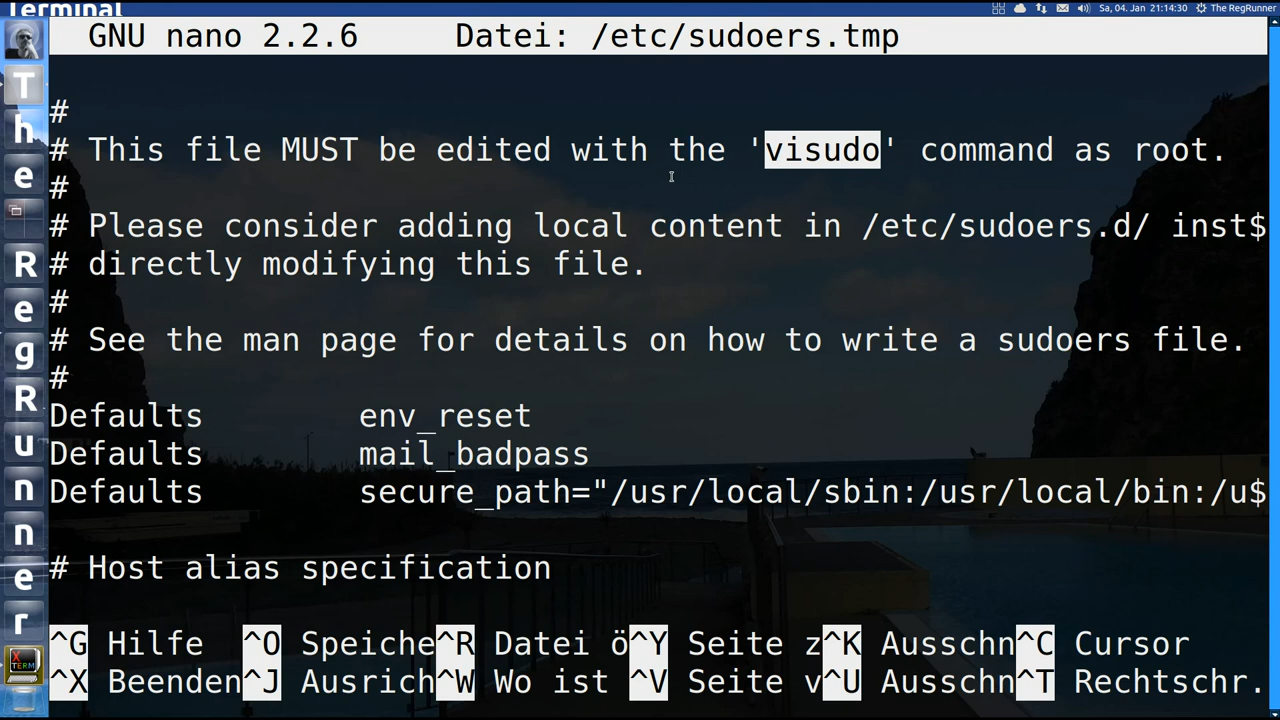 Terminal
Sa, 04. Jan 21:14:30 The RegRunner
GNU nano 2.2.6 Datei: /etc/sudoers.tmp
#
# This file MUST be edited with the 'visudo' command as root.
#
# Please consider adding local content in /etc/sudoers.d/ inst$
# directly modifying this file.
#
# See the man page for details on how to write a sudoers file.
#
Defaults env_reset
Defaults mail_badpass
Defaults secure_path="/usr/local/sbin:/usr/local/bin:/u$
# Host alias specification
^G Hilfe ^O Speiche^R Datei ö^Y Seite z^K Ausschn^C Cursor
^X Beenden^J Ausrich^W Wo ist ^V Seite v^U Ausschn^T Rechtschr.
T
h
e
R
e
g
R
u
n
n
e
r
X
TERM